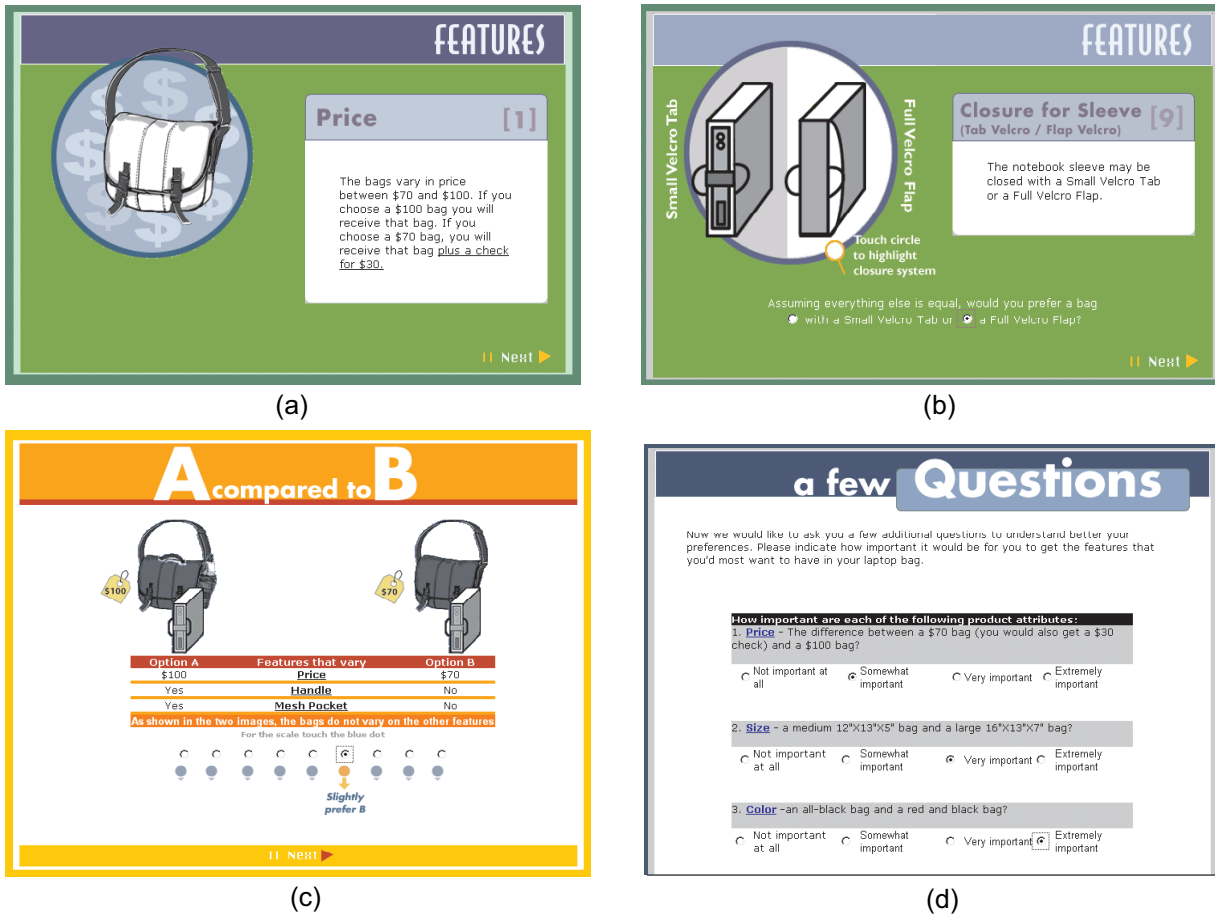 FEATURES
Price [1]
The bags vary in price
between $70 and $100. If you
choose a $100 bag you will
receive that bag. If you
choose a $70 bag, you will
receive that bag plus a check
for $30.
Next
(a)
FEATURES
Small Velcro Tab
Full Velcro Flap
Closure for Sleeve [9]
(Tab Velcro / Flap Velcro)
The notebook sleeve may be
closed with a Small Velcro Tab
or a Full Velcro Flap.
Touch circle
to highlight
closure system
Assuming everything else is equal, would you prefer a bag
with a Small Velcro Tab or a Full Velcro Flap?
Next
(b)
A compared to B
$100
$70
Option A Features that vary Option B
$100 Price $70
Yes Handle No
Yes Mesh Pocket No
As shown in the two images, the bags do not vary on the other features
For the scale touch the blue dot
Slightly
prefer B
Next
(c)
a few Questions
Now we would like to ask you a few additional questions to understand better your
preferences. Please indicate how important it would be for you to get the features that
you'd most want to have in your laptop bag.
How important are each of the following product attributes:
1. Price - The difference between a $70 bag (you would also get a $30
check) and a $100 bag?
Not important at all Somewhat important Very important Extremely important
2. Size - a medium 12"X13"X5" bag and a large 16"X13"X7" bag?
Not important at all Somewhat important Very important Extremely important
3. Color -an all-black bag and a red and black bag?
Not important at all Somewhat important Very important Extremely important
(d)